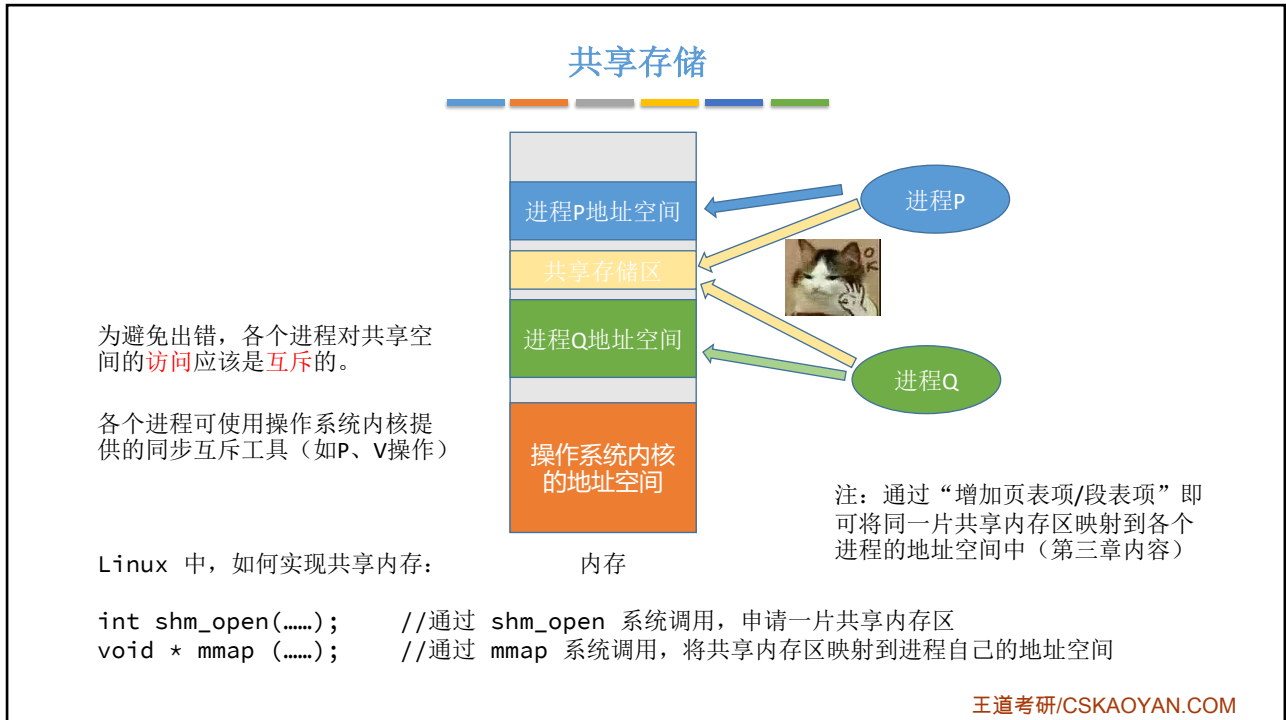 共享存储
进程P地址空间
共享存储区
进程Q地址空间
操作系统内核
的地址空间
内存
进程P
O
K
进程Q
为避免出错，各个进程对共享空
间的访问应该是互斥的。
各个进程可使用操作系统内核提
供的同步互斥工具（如P、V操作）
注：通过“增加页表项/段表项”即
可将同一片共享内存区映射到各个
进程的地址空间中（第三章内容）
Linux 中，如何实现共享内存：
int shm_open(……); //通过 shm_open 系统调用，申请一片共享内存区
void * mmap (……); //通过 mmap 系统调用，将共享内存区映射到进程自己的地址空间
王道考研/CSKAOYAN.COM